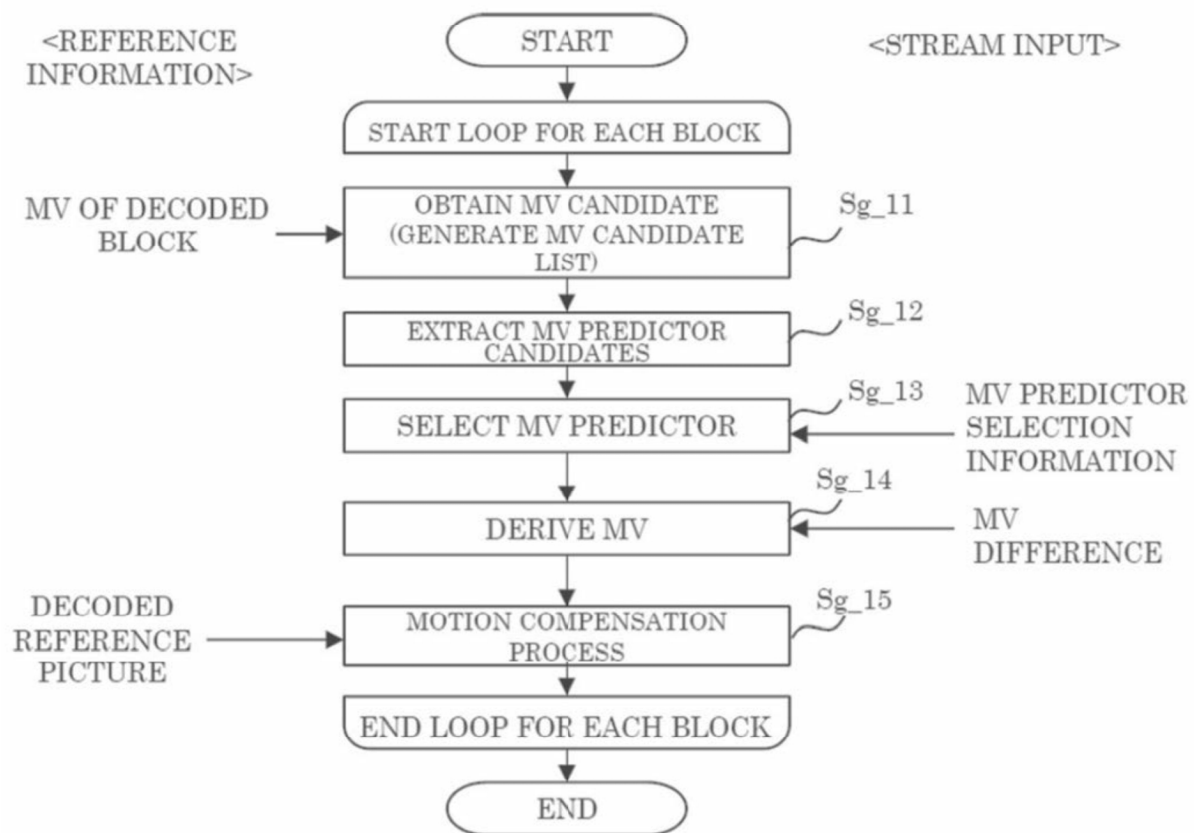 <REFERENCE
INFORMATION>
START
<STREAM INPUT>
START LOOP FOR EACH BLOCK
MV OF DECODED
BLOCK
OBTAIN MV CANDIDATE
(GENERATE MV CANDIDATE
LIST)
Sg_11
EXTRACT MV PREDICTOR
CANDIDATES
Sg_12
SELECT MV PREDICTOR
Sg_13
MV PREDICTOR
SELECTION
INFORMATION
DERIVE MV
Sg_14
MV
DIFFERENCE
DECODED
REFERENCE
PICTURE
MOTION COMPENSATION
PROCESS
Sg_15
END LOOP FOR EACH BLOCK
END